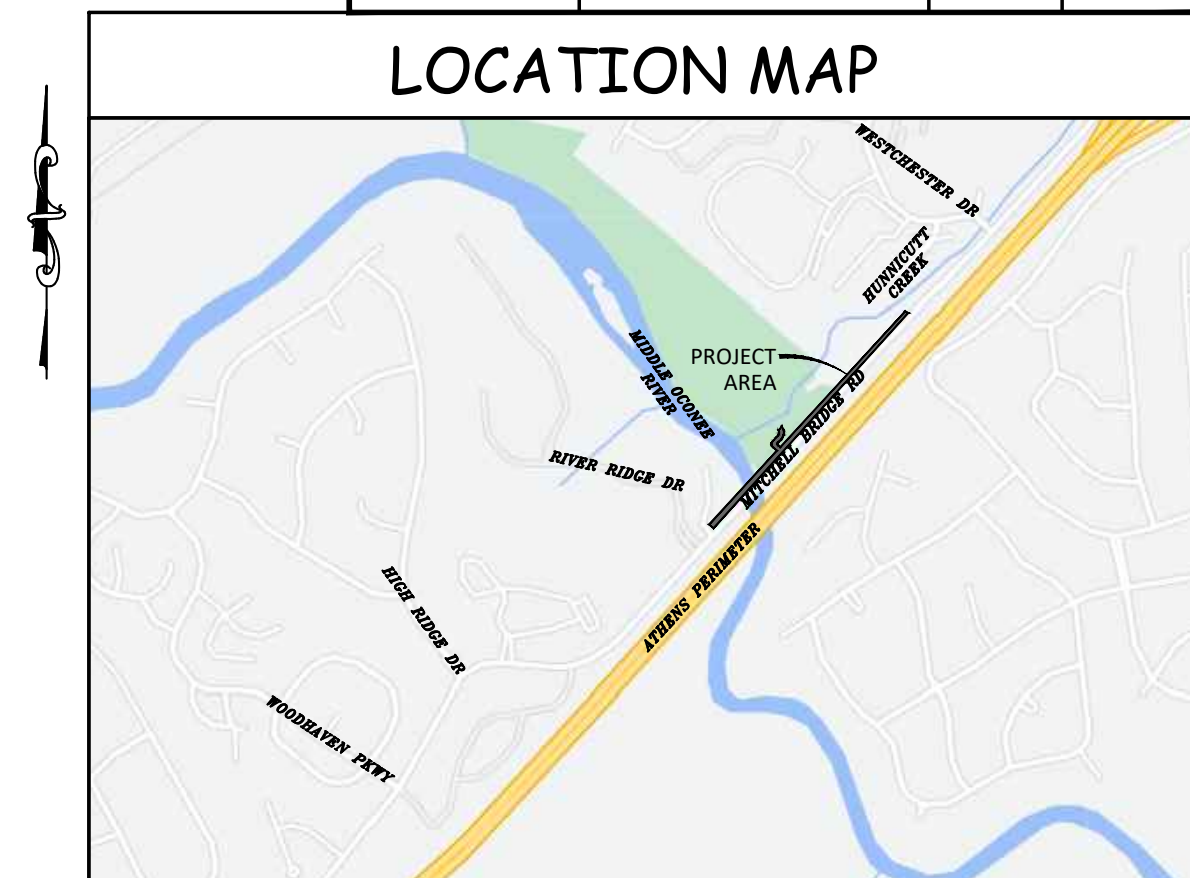 LOCATION MAP
WESTCHESTER DR
HUNNICUTT
CREEK
MIDDLE OCONEE
RIVER
PROJECT
AREA
MITCHELL BRIDGE RD
RIVER RIDGE DR
ATHENS PERIMETER
HIGH RIDGE DR
WOODHAVEN PKWY